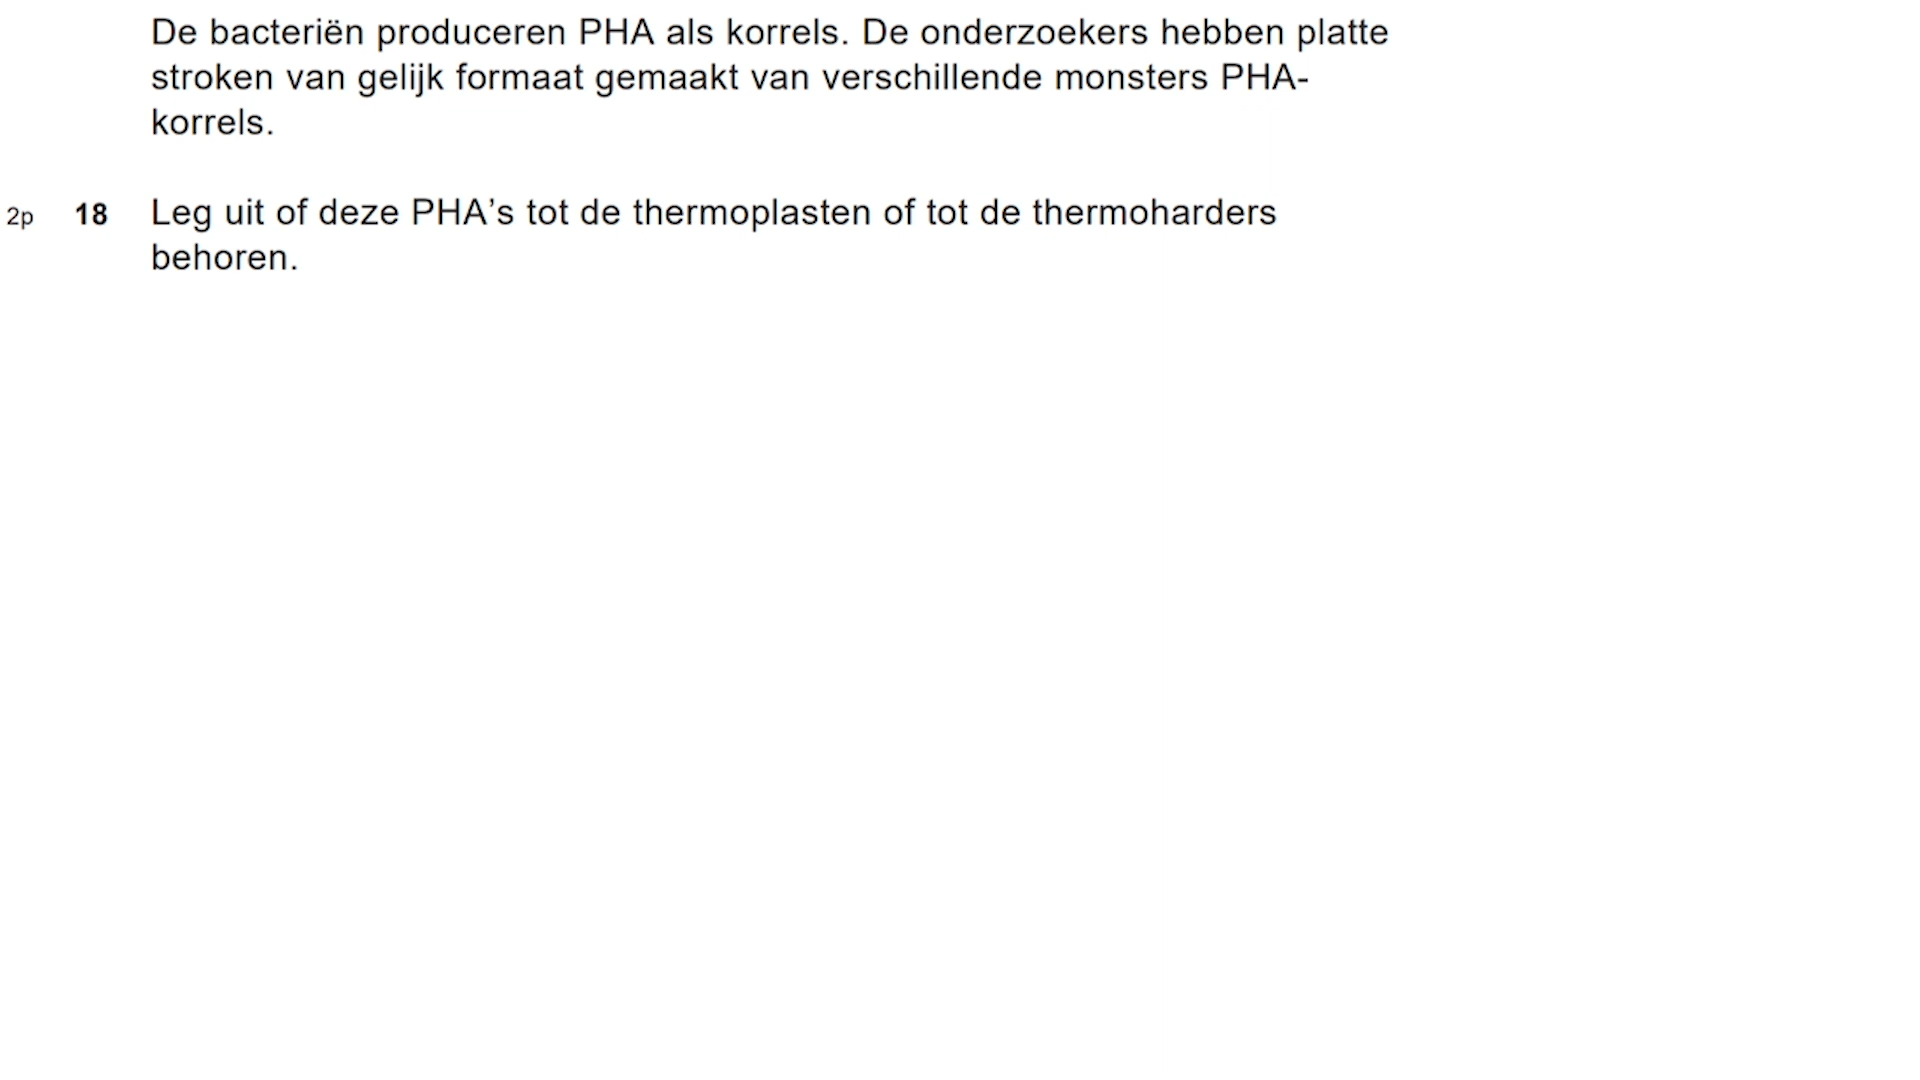 De bacteriën produceren PHA als korrels. De onderzoekers hebben platte
stroken van gelijk formaat gemaakt van verschillende monsters PHA-
korrels.
2p 18 Leg uit of deze PHA’s tot de thermoplasten of tot de thermoharders
behoren.